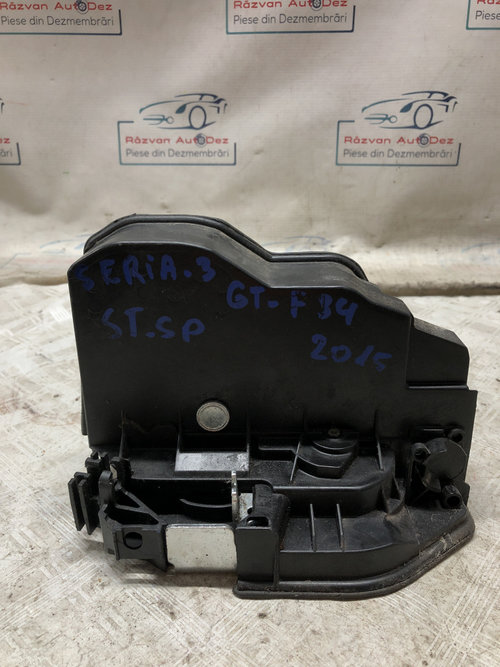 Răzvan AutoDez
Piese din Dezmembrări
Răzvan AutoDez
Piese din Dezmembrări
Răzvan AutoDez
Piese din Dezmembrări
SERiA.3
GT-F34
ST.SP
2015